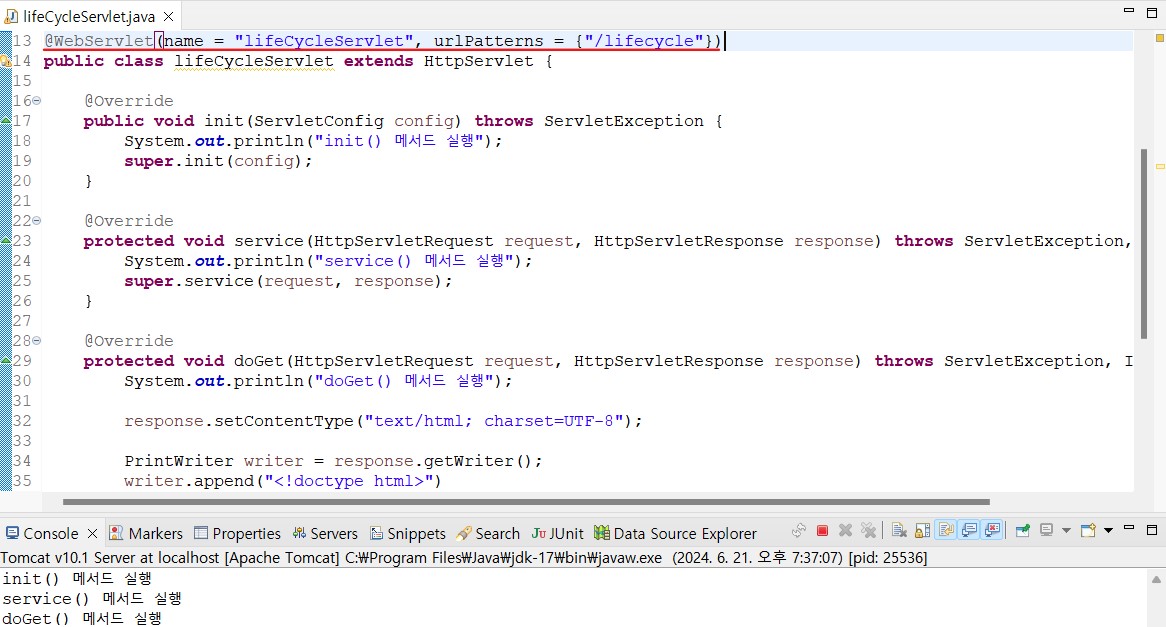 lifeCycleServlet.java
13 @WebServlet(name = "lifeCycleServlet", urlPatterns = {"/lifecycle"})
14 public class lifeCycleServlet extends HttpServlet {
15
16 @Override
17 public void init(ServletConfig config) throws ServletException {
18 System.out.println("init() 메서드 실행");
19 super.init(config);
20 }
21
22 @Override
23 protected void service(HttpServletRequest request, HttpServletResponse response) throws ServletException,
24 System.out.println("service() 메서드 실행");
25 super.service(request, response);
26 }
27
28 @Override
29 protected void doGet(HttpServletRequest request, HttpServletResponse response) throws ServletException, I
30 System.out.println("doGet() 메서드 실행");
31
32 response.setContentType("text/html; charset=UTF-8");
33
34 PrintWriter writer = response.getWriter();
35 writer.append("<!doctype html>")
Console Markers Properties Servers Snippets Search JUnit Data Source Explorer
Tomcat v10.1 Server at localhost [Apache Tomcat] C:₩Program Files₩Java₩jdk-17₩bin₩javaw.exe (2024. 6. 21. 오후 7:37:07) [pid: 25536]
init() 메서드 실행
service() 메서드 실행
doGet() 메서드 실행